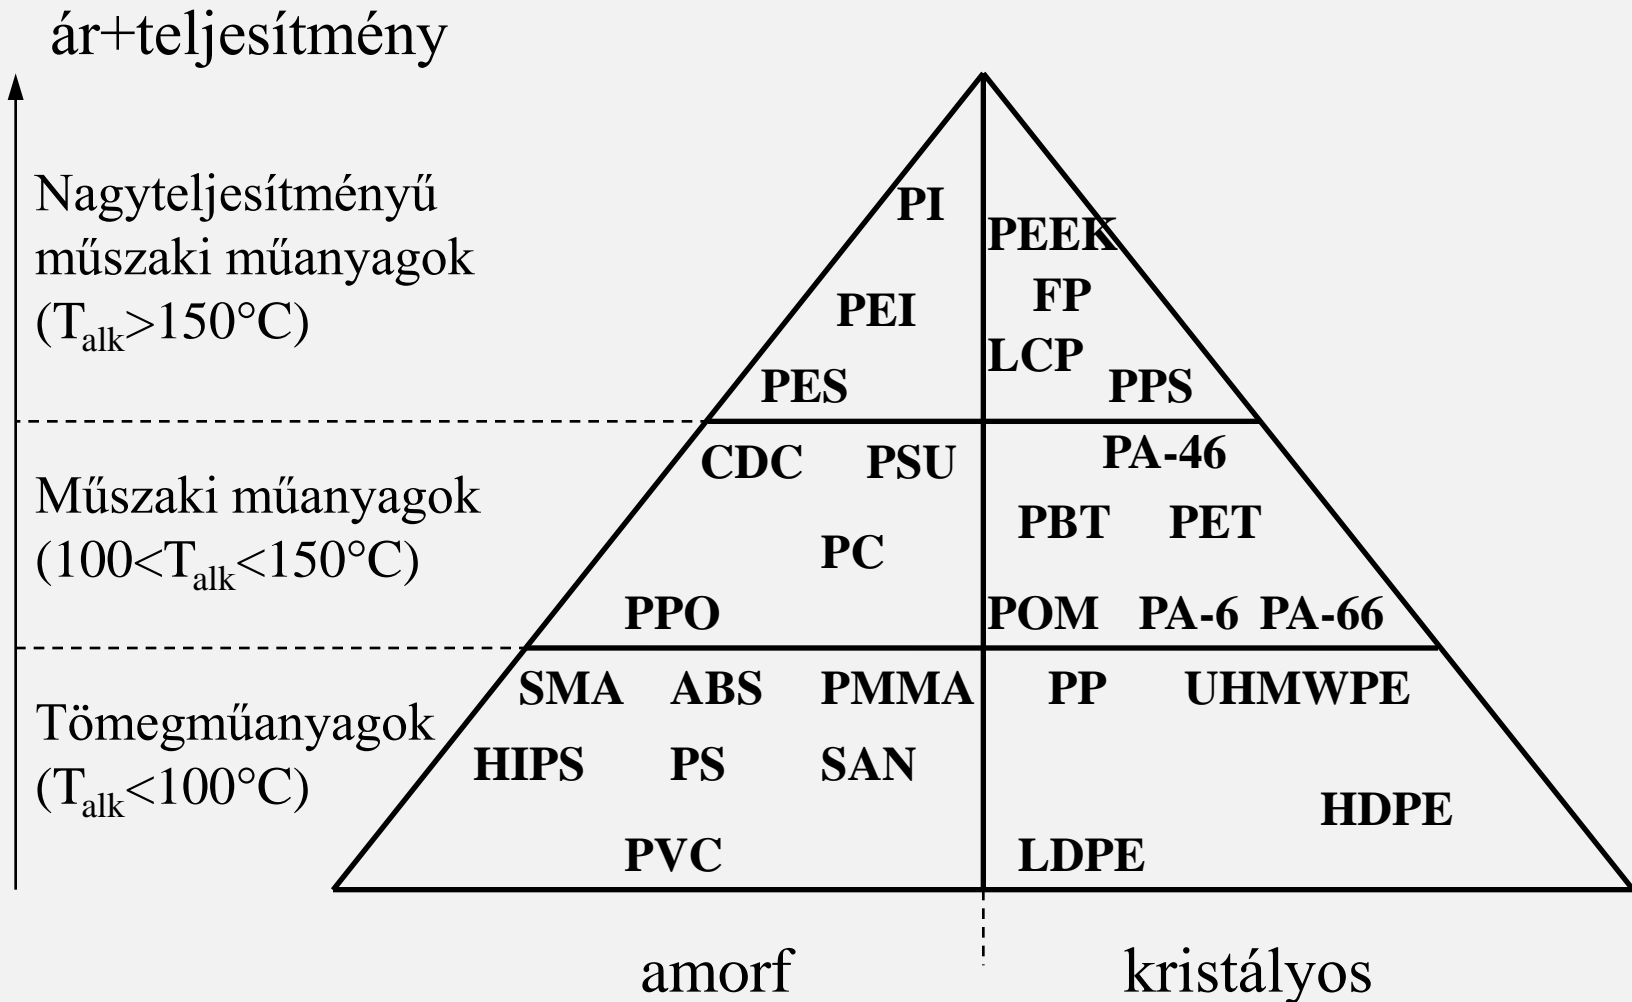 ár+teljesítmény
Nagyteljesítményű
műszaki műanyagok
(Talk>150°C)
PI
PEEK
FP
PEI
LCP
PES
PPS
Műszaki műanyagok
(100<Talk<150°C)
CDC PSU
PA-46
PBT PET
PC
PPO
POM PA-6 PA-66
Tömegműanyagok
(Talk<100°C)
SMA ABS PMMA
PP UHMWPE
HIPS PS SAN
HDPE
PVC
LDPE
amorf kristályos